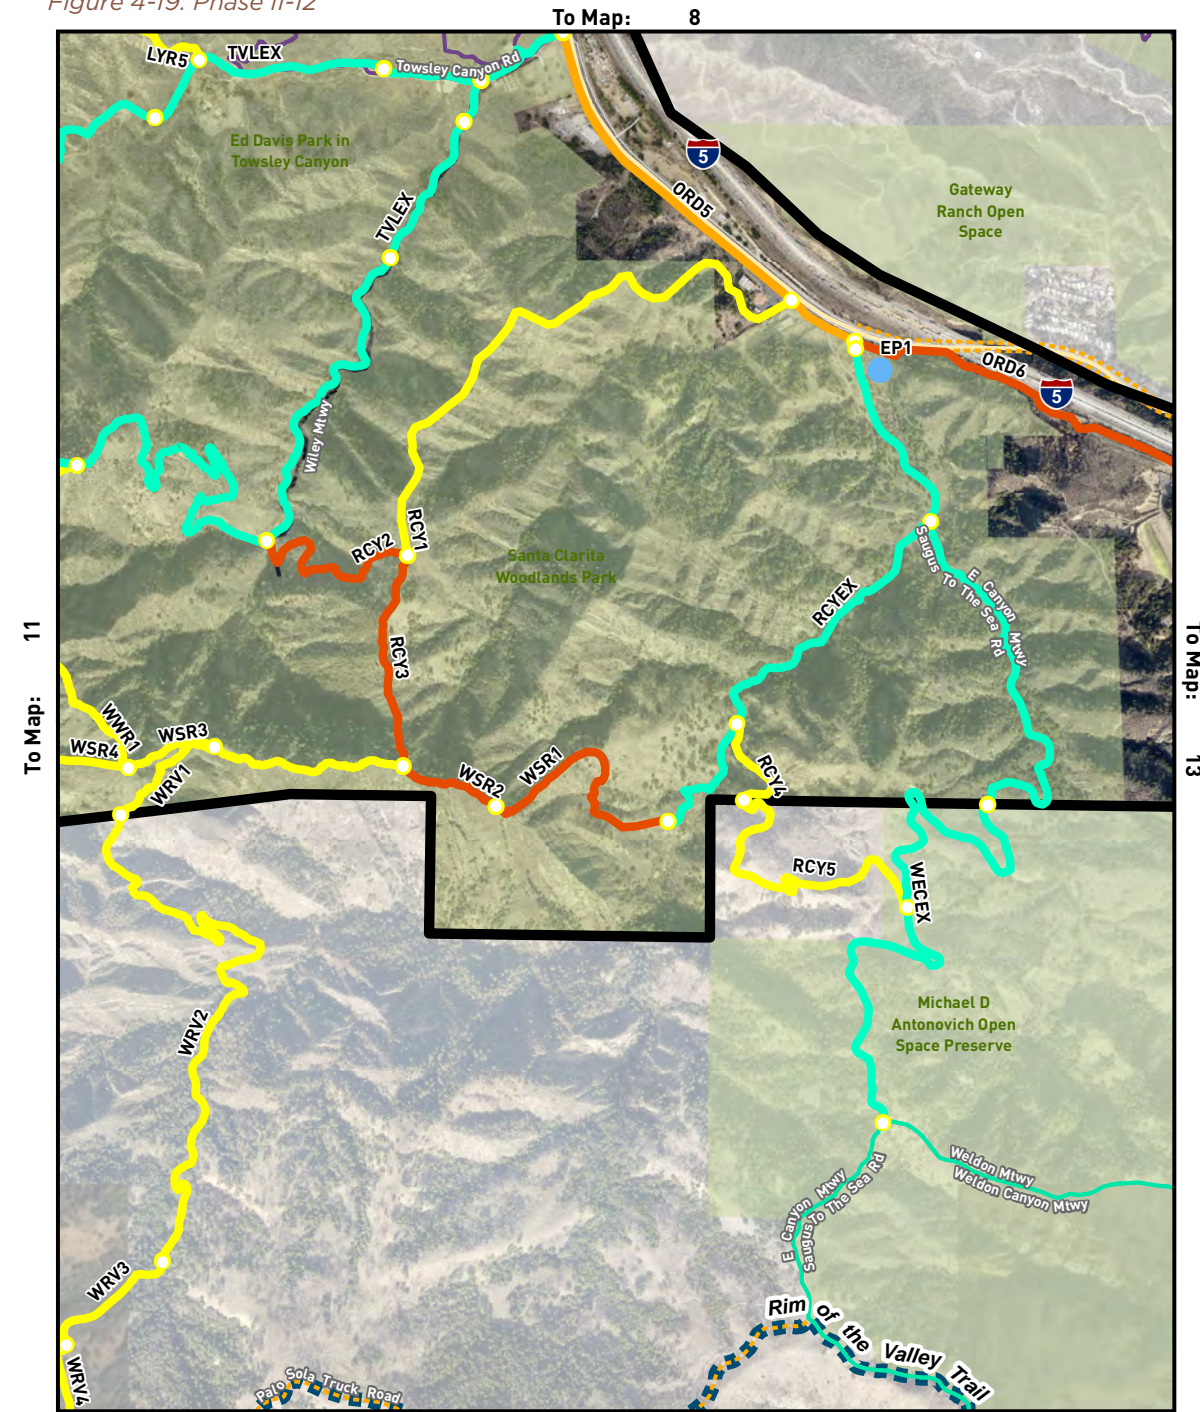 Figure 4-19: Phase 11-12
To Map: 8
LYR5
TVLEX
Towsley Canyon Rd
5
Ed Davis Park in
Towsley Canyon
Gateway
Ranch Open
Space
ORD5
TVLEX
EP1
ORD6
5
Wiley Mtwy
RCY1
RCY2
Santa Clarita
Woodlands Park
Saugus To The Sea Rd
E Canyon Mtwy
RCYEX
To Map: 11
To Map: 13
RCY3
WWR1
WSR3
WSR4
WRV1
WSR2
WSR1
RCY4
RCY5
WECEX
WRV2
Michael D
Antonovich Open
Space Preserve
Weldon Mtwy
Weldon Canyon Mtwy
E Canyon Mtwy
Saugus To The Sea Rd
WRV3
Rim of the Valley Trail
WRV4
Palo Sola Truck Road